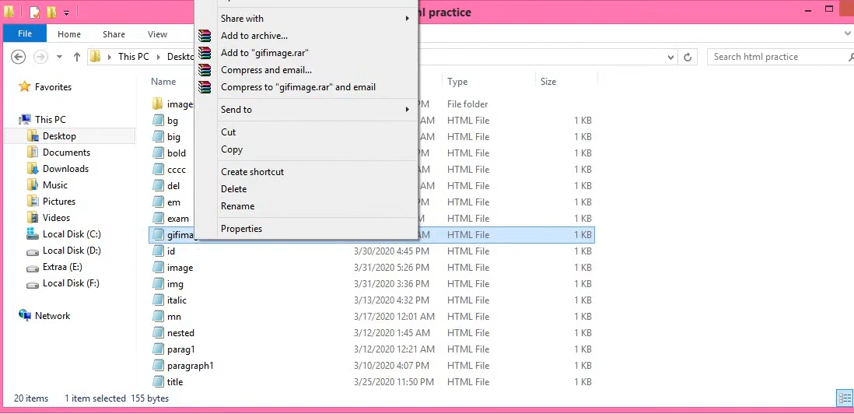 html practice
File
Home
Share
View
This PC
Desktop
Search html practice
Share with
Add to archive...
Add to "gifimage.rar"
Compress and email...
Compress to "gifimage.rar" and email
Send to
Cut
Copy
Create shortcut
Delete
Rename
Properties
Favorites
This PC
Desktop
Documents
Downloads
Music
Pictures
Videos
Local Disk (C:)
Local Disk (D:)
Extraa (E:)
Local Disk (F:)
Network
Name Type Size
image PM File folder
bg AM HTML File 1 KB
big AM HTML File 1 KB
bold PM HTML File 1 KB
cccc PM HTML File 1 KB
del PM HTML File 1 KB
em PM HTML File 1 KB
exam AM HTML File 1 KB
gifimag AM HTML File 1 KB
id 3/30/2020 4:45 PM HTML File 1 KB
image 3/31/2020 5:26 PM HTML File 1 KB
img 3/31/2020 3:36 PM HTML File 1 KB
italic 3/13/2020 4:32 PM HTML File 1 KB
mn 3/17/2020 12:01 AM HTML File 1 KB
nested 3/12/2020 1:45 AM HTML File 1 KB
parag1 3/12/2020 12:21 AM HTML File 1 KB
paragraph1 3/10/2020 4:07 PM HTML File 1 KB
title 3/25/2020 11:50 PM HTML File 1 KB
20 items 1 item selected 155 bytes